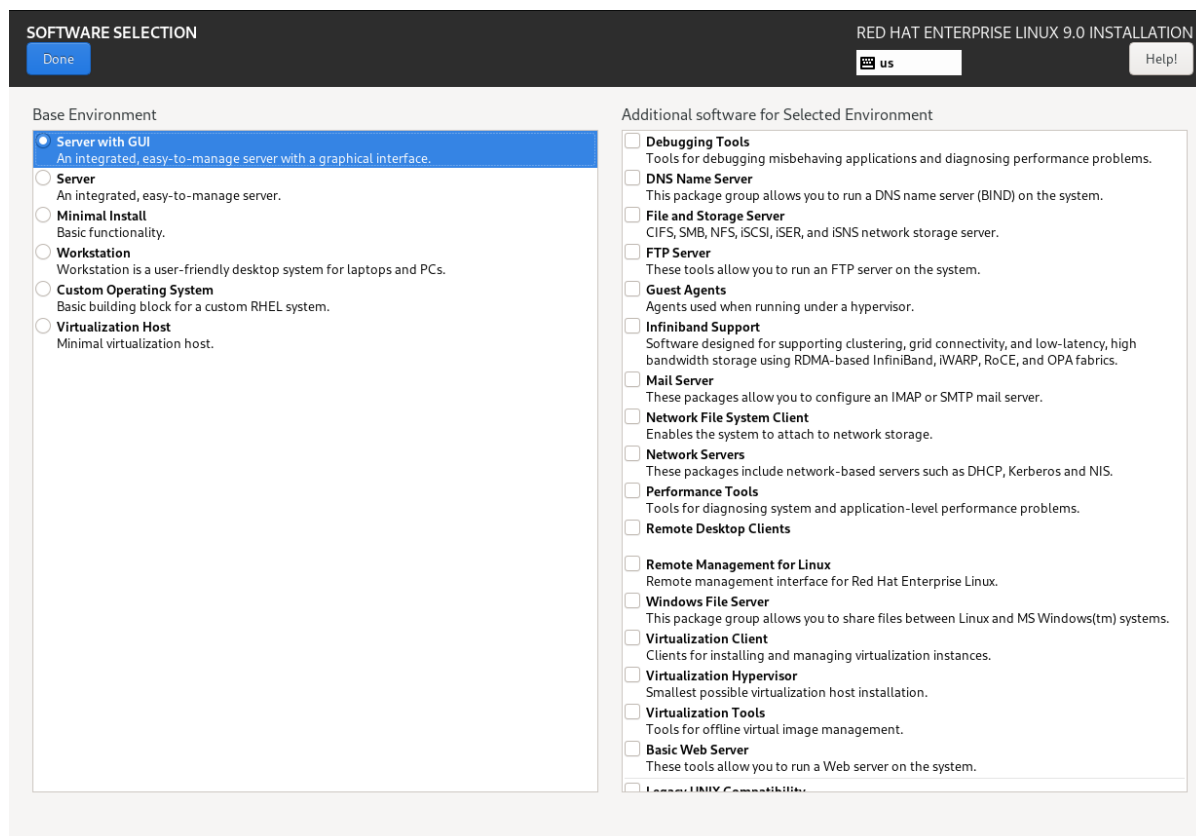 SOFTWARE SELECTION
Done
RED HAT ENTERPRISE LINUX 9.0 INSTALLATION
us
Help!
Base Environment
Server with GUI
An integrated, easy-to-manage server with a graphical interface.
Server
An integrated, easy-to-manage server.
Minimal Install
Basic functionality.
Workstation
Workstation is a user-friendly desktop system for laptops and PCs.
Custom Operating System
Basic building block for a custom RHEL system.
Virtualization Host
Minimal virtualization host.
Additional software for Selected Environment
Debugging Tools
Tools for debugging misbehaving applications and diagnosing performance problems.
DNS Name Server
This package group allows you to run a DNS name server (BIND) on the system.
File and Storage Server
CIFS, SMB, NFS, iSCSI, iSER, and iSNS network storage server.
FTP Server
These tools allow you to run an FTP server on the system.
Guest Agents
Agents used when running under a hypervisor.
Infiniband Support
Software designed for supporting clustering, grid connectivity, and low-latency, high
bandwidth storage using RDMA-based InfiniBand, iWARP, RoCE, and OPA fabrics.
Mail Server
These packages allow you to configure an IMAP or SMTP mail server.
Network File System Client
Enables the system to attach to network storage.
Network Servers
These packages include network-based servers such as DHCP, Kerberos and NIS.
Performance Tools
Tools for diagnosing system and application-level performance problems.
Remote Desktop Clients
Remote Management for Linux
Remote management interface for Red Hat Enterprise Linux.
Windows File Server
This package group allows you to share files between Linux and MS Windows(tm) systems.
Virtualization Client
Clients for installing and managing virtualization instances.
Virtualization Hypervisor
Smallest possible virtualization host installation.
Virtualization Tools
Tools for offline virtual image management.
Basic Web Server
These tools allow you to run a Web server on the system.
Legacy UNIX Compatibility